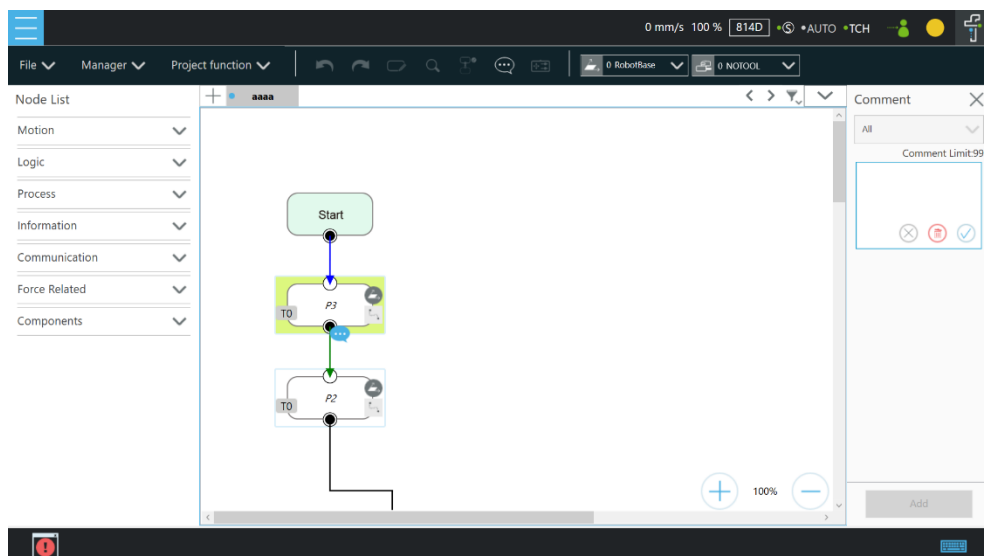 0 mm/s 100 % 814D S AUTO TCH
File Manager Project function 0 RobotBase 0 NOTOOL
Node List
aaaa
Comment
Motion
All
Logic
Comment Limit:99
Process
Information
Start
Communication
Force Related
P3
T0
Components
P2
T0
100%
Add